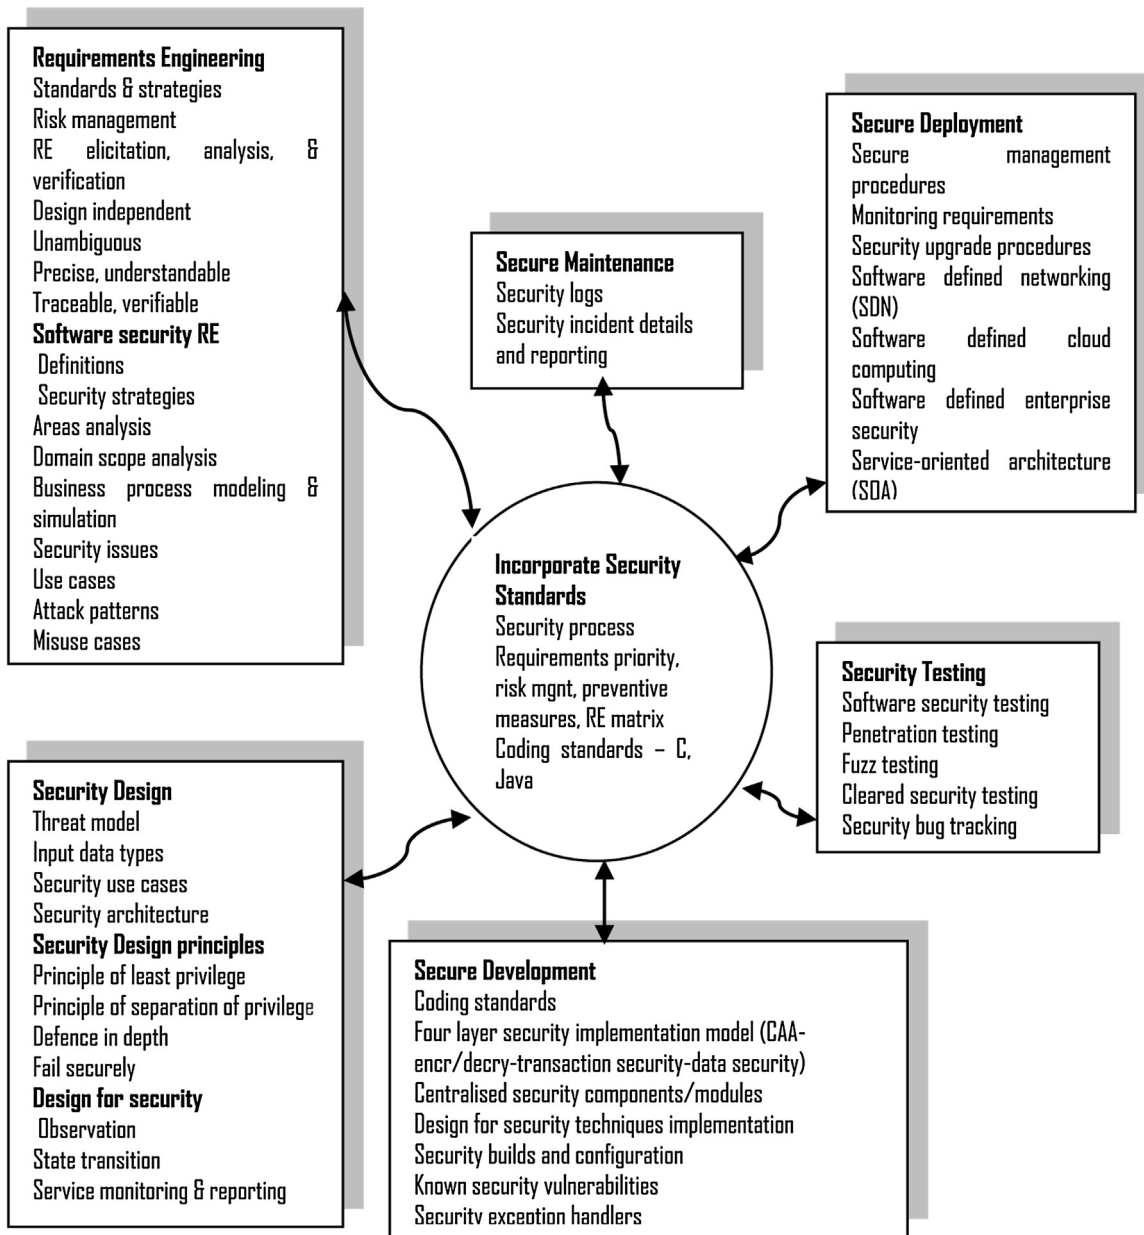 Requirements Engineering
Standards & strategies
Risk management
RE elicitation, analysis, &
verification
Design independent
Unambiguous
Precise, understandable
Traceable, verifiable
Software security RE
Definitions
Security strategies
Areas analysis
Domain scope analysis
Business process modeling &
simulation
Security issues
Use cases
Attack patterns
Misuse cases
Secure Maintenance
Security logs
Security incident details
and reporting
Secure Deployment
Secure management
procedures
Monitoring requirements
Security upgrade procedures
Software defined networking
(SDN)
Software defined cloud
computing
Software defined enterprise
security
Service-oriented architecture
(SOA)
Incorporate Security
Standards
Security process
Requirements priority,
risk mgnt, preventive
measures, RE matrix
Coding standards – C,
Java
Security Testing
Software security testing
Penetration testing
Fuzz testing
Cleared security testing
Security bug tracking
Security Design
Threat model
Input data types
Security use cases
Security architecture
Security Design principles
Principle of least privilege
Principle of separation of privilege
Defence in depth
Fail securely
Design for security
Observation
State transition
Service monitoring & reporting
Secure Development
Coding standards
Four layer security implementation model (CAA-
encr/decry-transaction security-data security)
Centralised security components/modules
Design for security techniques implementation
Security builds and configuration
Known security vulnerabilities
Security exception handlers